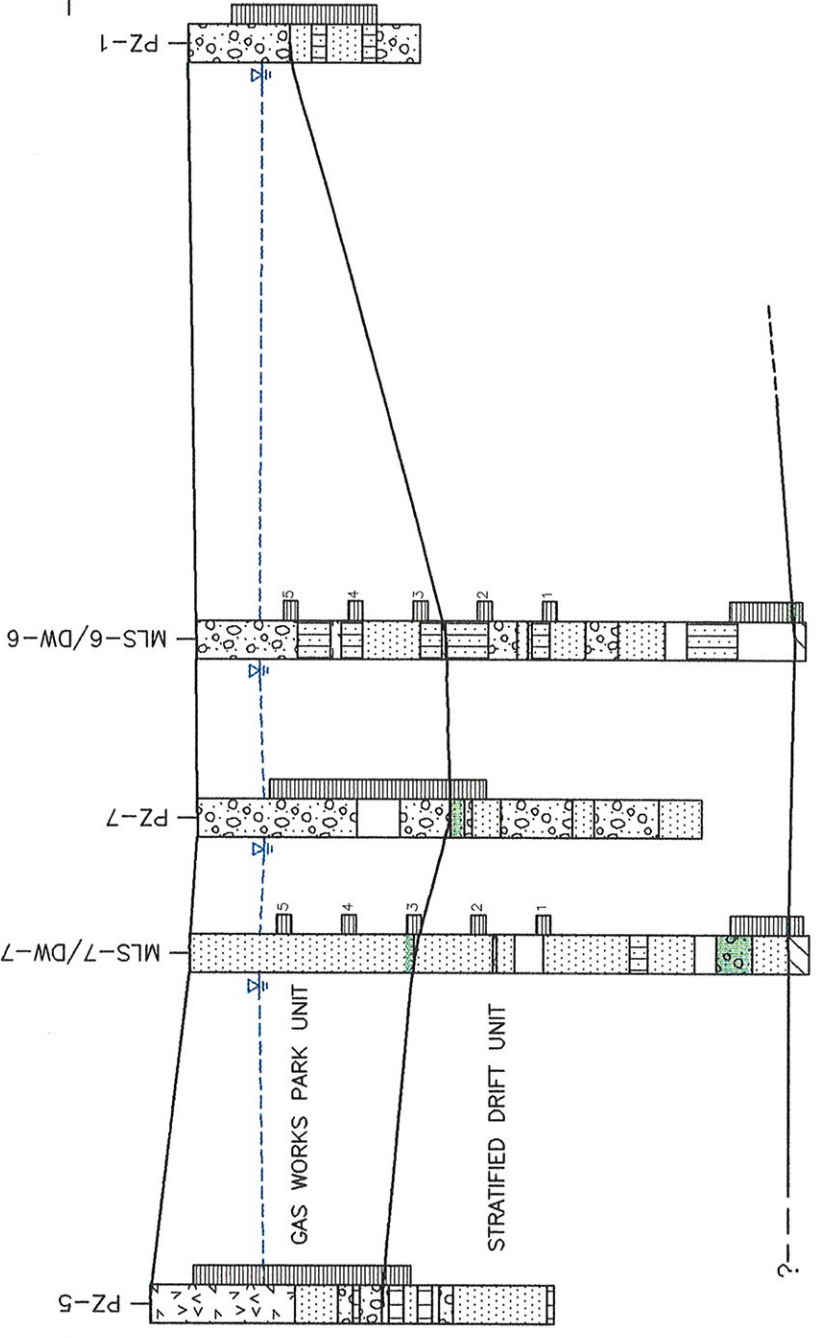 PZ-5
MLS-7/DW-7
PZ-7
MLS-6/DW-6
PZ-1
5
4
3
2
1
5
4
3
2
1
GAS WORKS PARK UNIT
STRATIFIED DRIFT UNIT
?